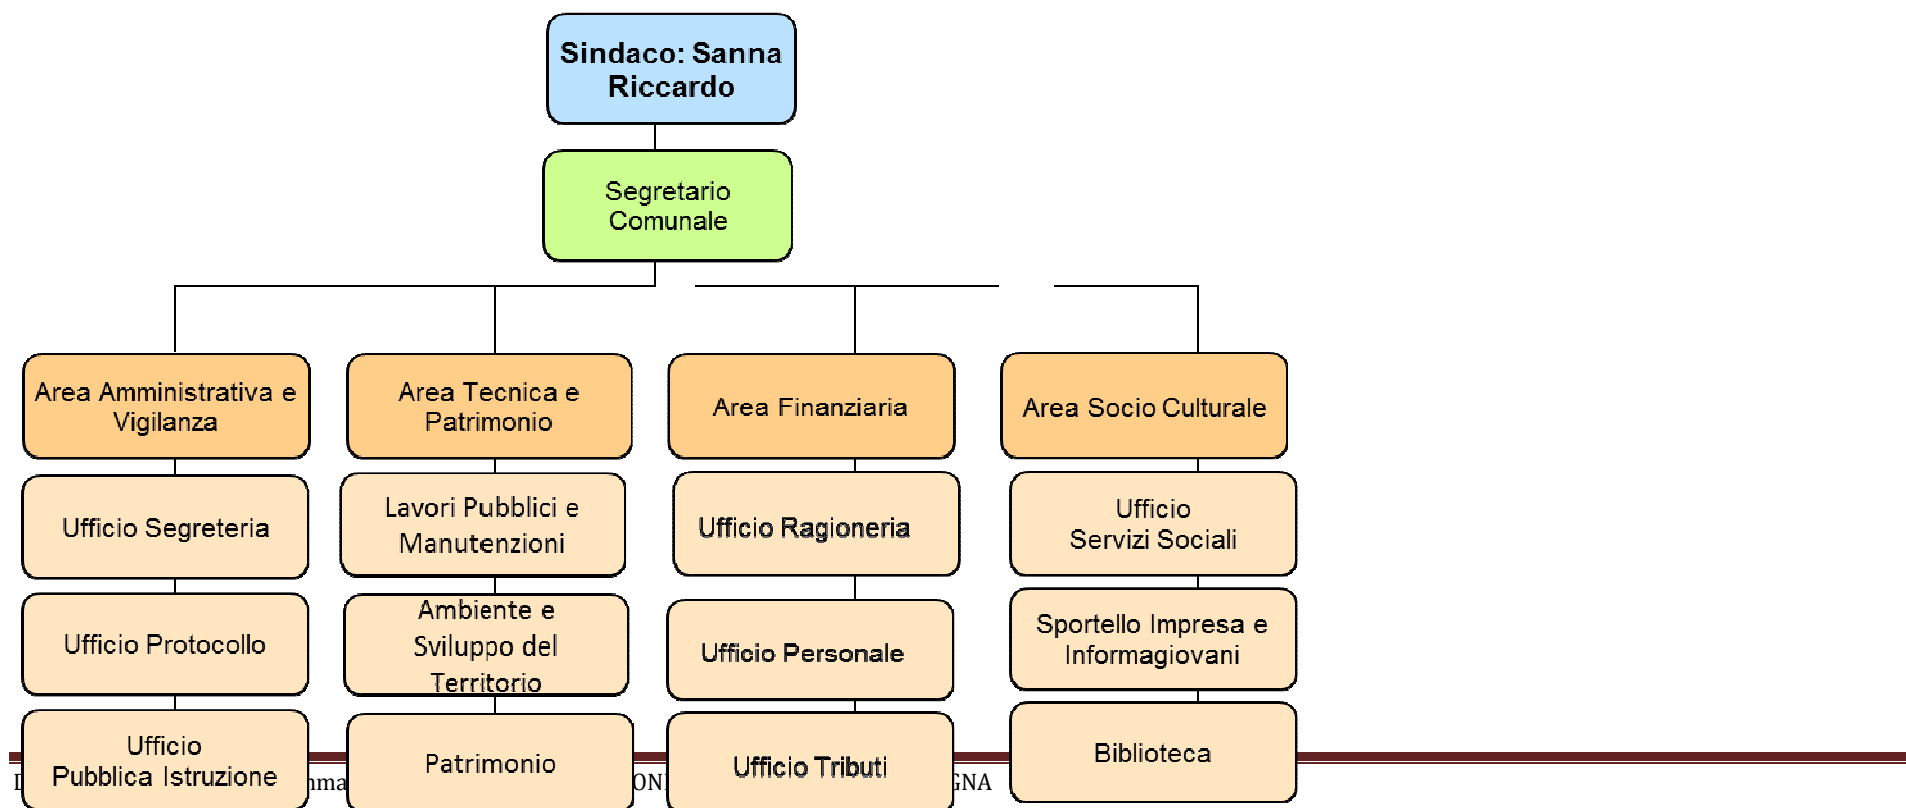 Sindaco: Sanna
Riccardo
Segretario
Comunale
Area Amministrativa e
Vigilanza
Area Tecnica e
Patrimonio
Area Finanziaria
Area Socio Culturale
Ufficio Segreteria
Lavori Pubblici e
Manutenzioni
Ufficio Ragioneria
Ufficio
Servizi Sociali
Ufficio Protocollo
Ambiente e
Sviluppo del
Territorio
Ufficio Personale
Sportello Impresa e
Informagiovani
Ufficio
Pubblica Istruzione
Patrimonio
Ufficio Tributi
Biblioteca